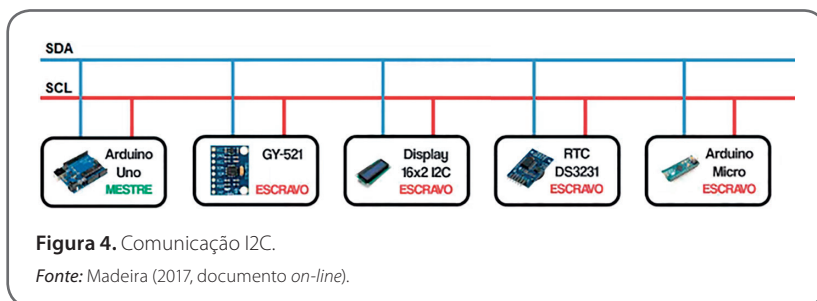 SDA
SCL
Arduino
Uno
MESTRE
GY-521
ESCRAVO
Display
16x2 I2C
ESCRAVO
RTC
DS3231
ESCRAVO
Arduino
Micro
ESCRAVO
Figura 4. Comunicação I2C.
Fonte: Madeira (2017, documento on-line).